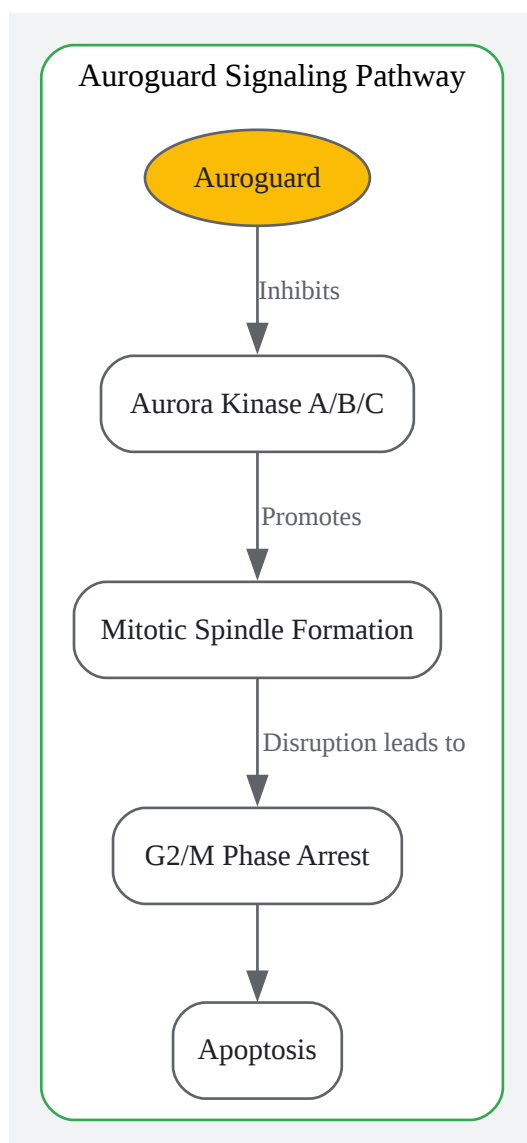 Auroguard Signaling Pathway
Auroguard
Inhibits
Aurora Kinase A/B/C
Promotes
Mitotic Spindle Formation
Disruption leads to
G2/M Phase Arrest
Apoptosis